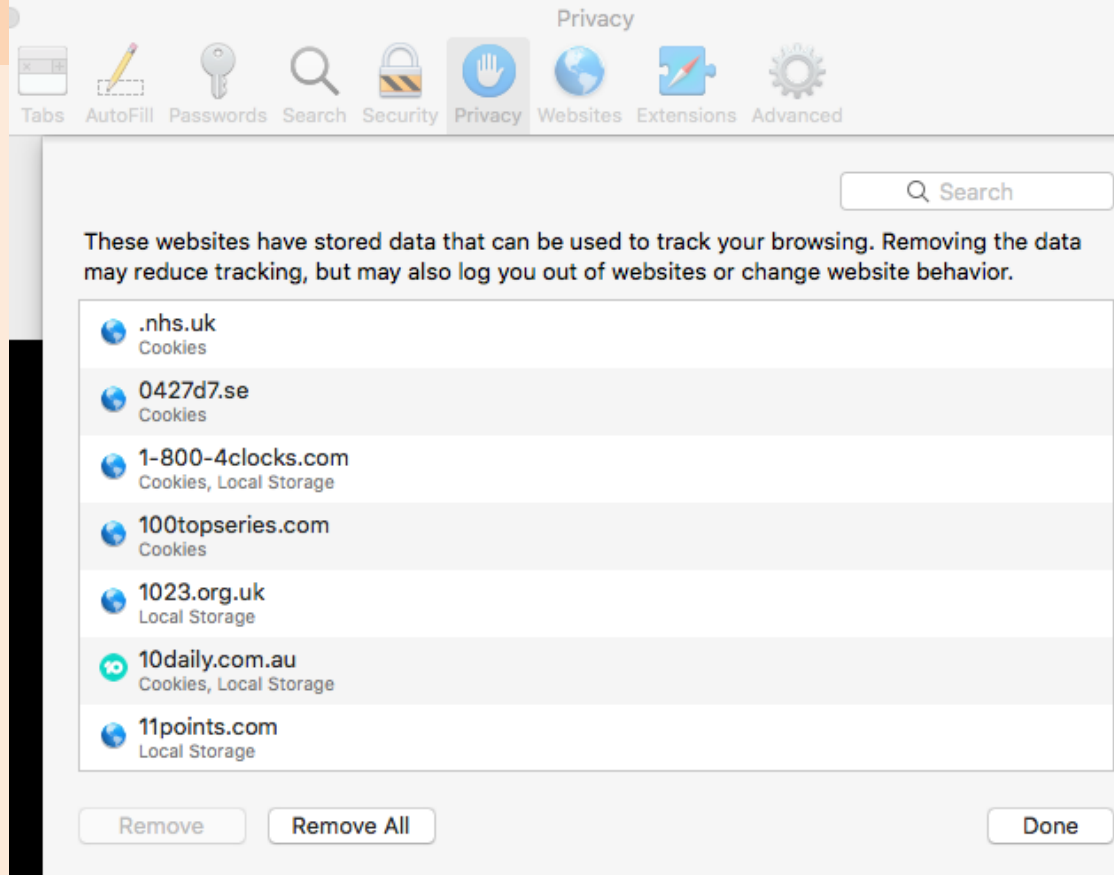 Privacy
Tabs AutoFill Passwords Search Security Privacy Websites Extensions Advanced
Search
These websites have stored data that can be used to track your browsing. Removing the data
may reduce tracking, but may also log you out of websites or change website behavior.
.nhs.uk
Cookies
0427d7.se
Cookies
1-800-4clocks.com
Cookies, Local Storage
100topseries.com
Cookies
1023.org.uk
Local Storage
10daily.com.au
Cookies, Local Storage
11points.com
Local Storage
Remove Remove All Done